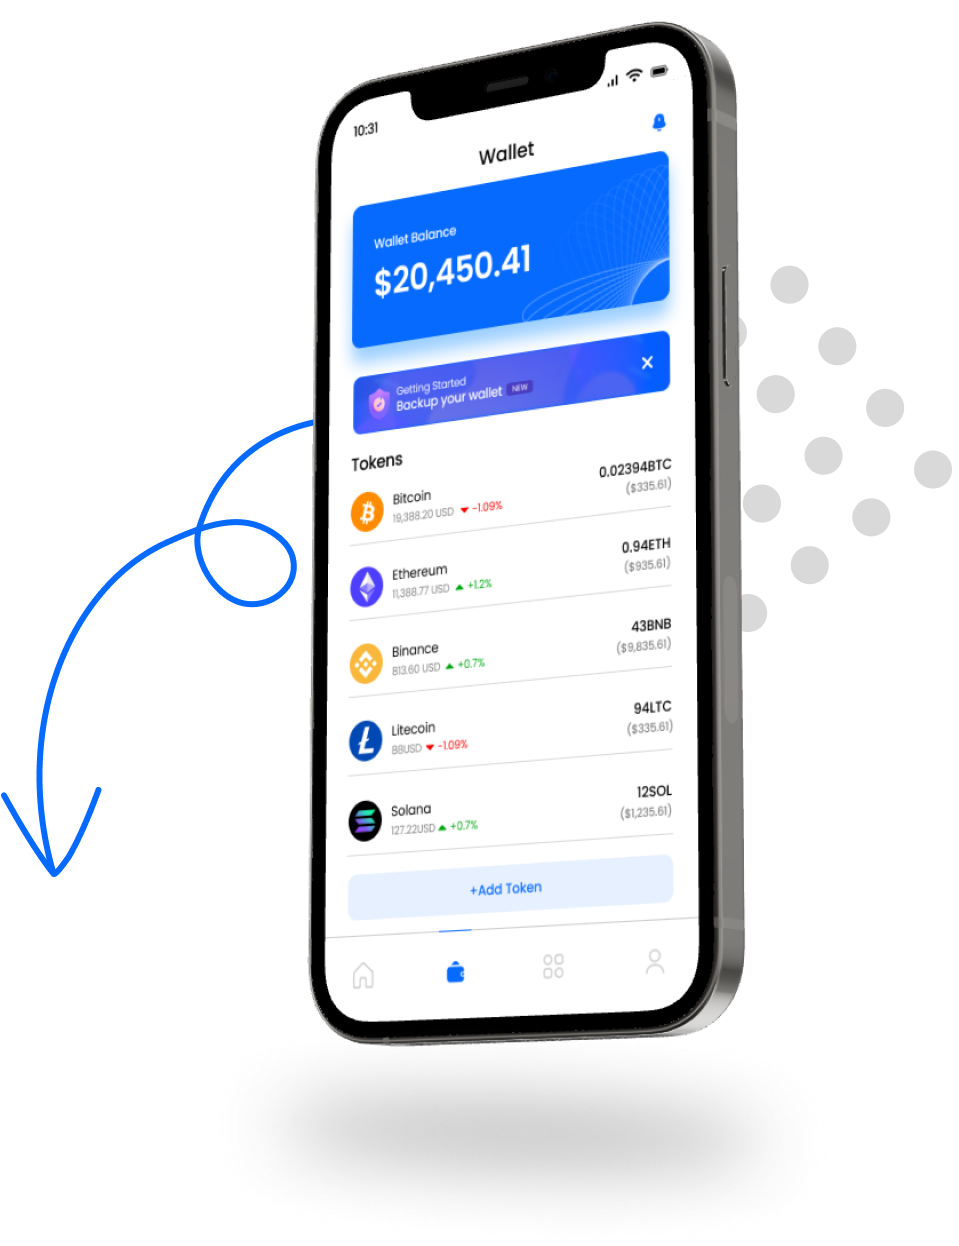 10:31
Wallet
Wallet Balance
$20,450.41
Getting Started
Backup your wallet NEW
Tokens
Bitcoin 0.02394BTC
19,388.20 USD -1.09% ($335.61)
Ethereum 0.94ETH
11,388.77 USD +1.2% ($935.61)
Binance 43BNB
813.60 USD +0.7% ($9,835.61)
Litecoin 94LTC
88USD -1.09% ($335.61)
Solana 12SOL
127.22USD +0.7% ($1,235.61)
+Add Token